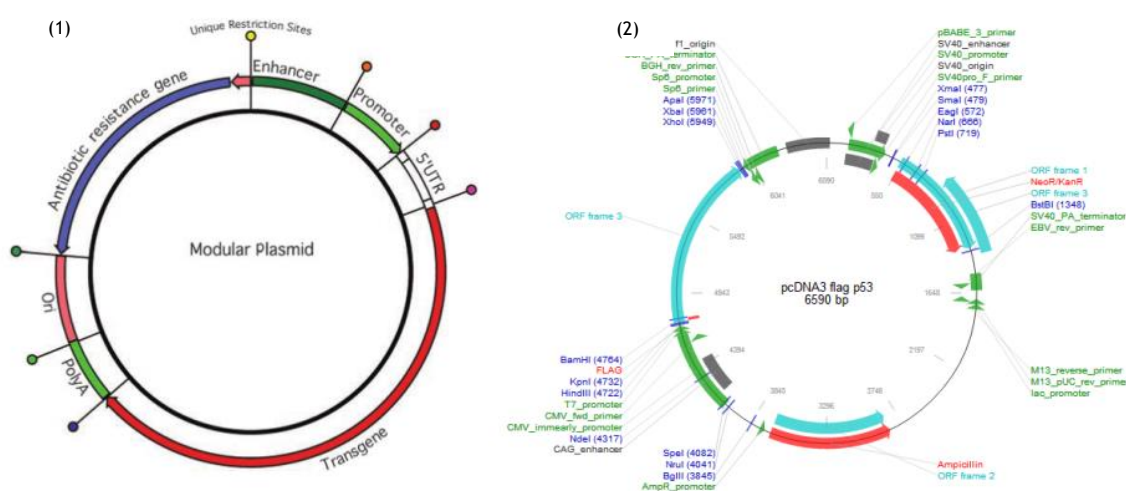 (1)
Unique Restriction Sites
Enhancer
Promoter
5'UTR
Transgene
PolyA
Ori
Antibiotic resistance gene
Modular Plasmid
(2)
f1_origin
BGH_rev_primer
Sp6_promoter
Sp6_primer
ApaI (5971)
XbaI (5961)
XhoI (5949)
ORF frame 3
BamHI (4764)
FLAG
KpnI (4732)
HindIII (4722)
T7_promoter
CMV_fwd_primer
CMV_immearly_promoter
NdeI (4317)
CAG_enhancer
SpeI (4082)
NruI (4041)
BglII (3845)
AmpR_promoter
pBABE_3_primer
SV40_enhancer
SV40_promoter
SV40_origin
SV40pro_F_primer
XmaI (477)
SmaI (479)
EagI (572)
NarI (666)
PstI (719)
ORF frame 1
NeoR/KanR
ORF frame 3
BstBI (1348)
SV40_PA_terminator
EBV_rev_primer
M13_reverse_primer
M13_pUC_rev_primer
lac_promoter
Ampicillin
ORF frame 2
pcDNA3 flag p53
6590 bp
6590
550
1098
1648
2197
2746
3296
3845
4394
4943
5492
6041